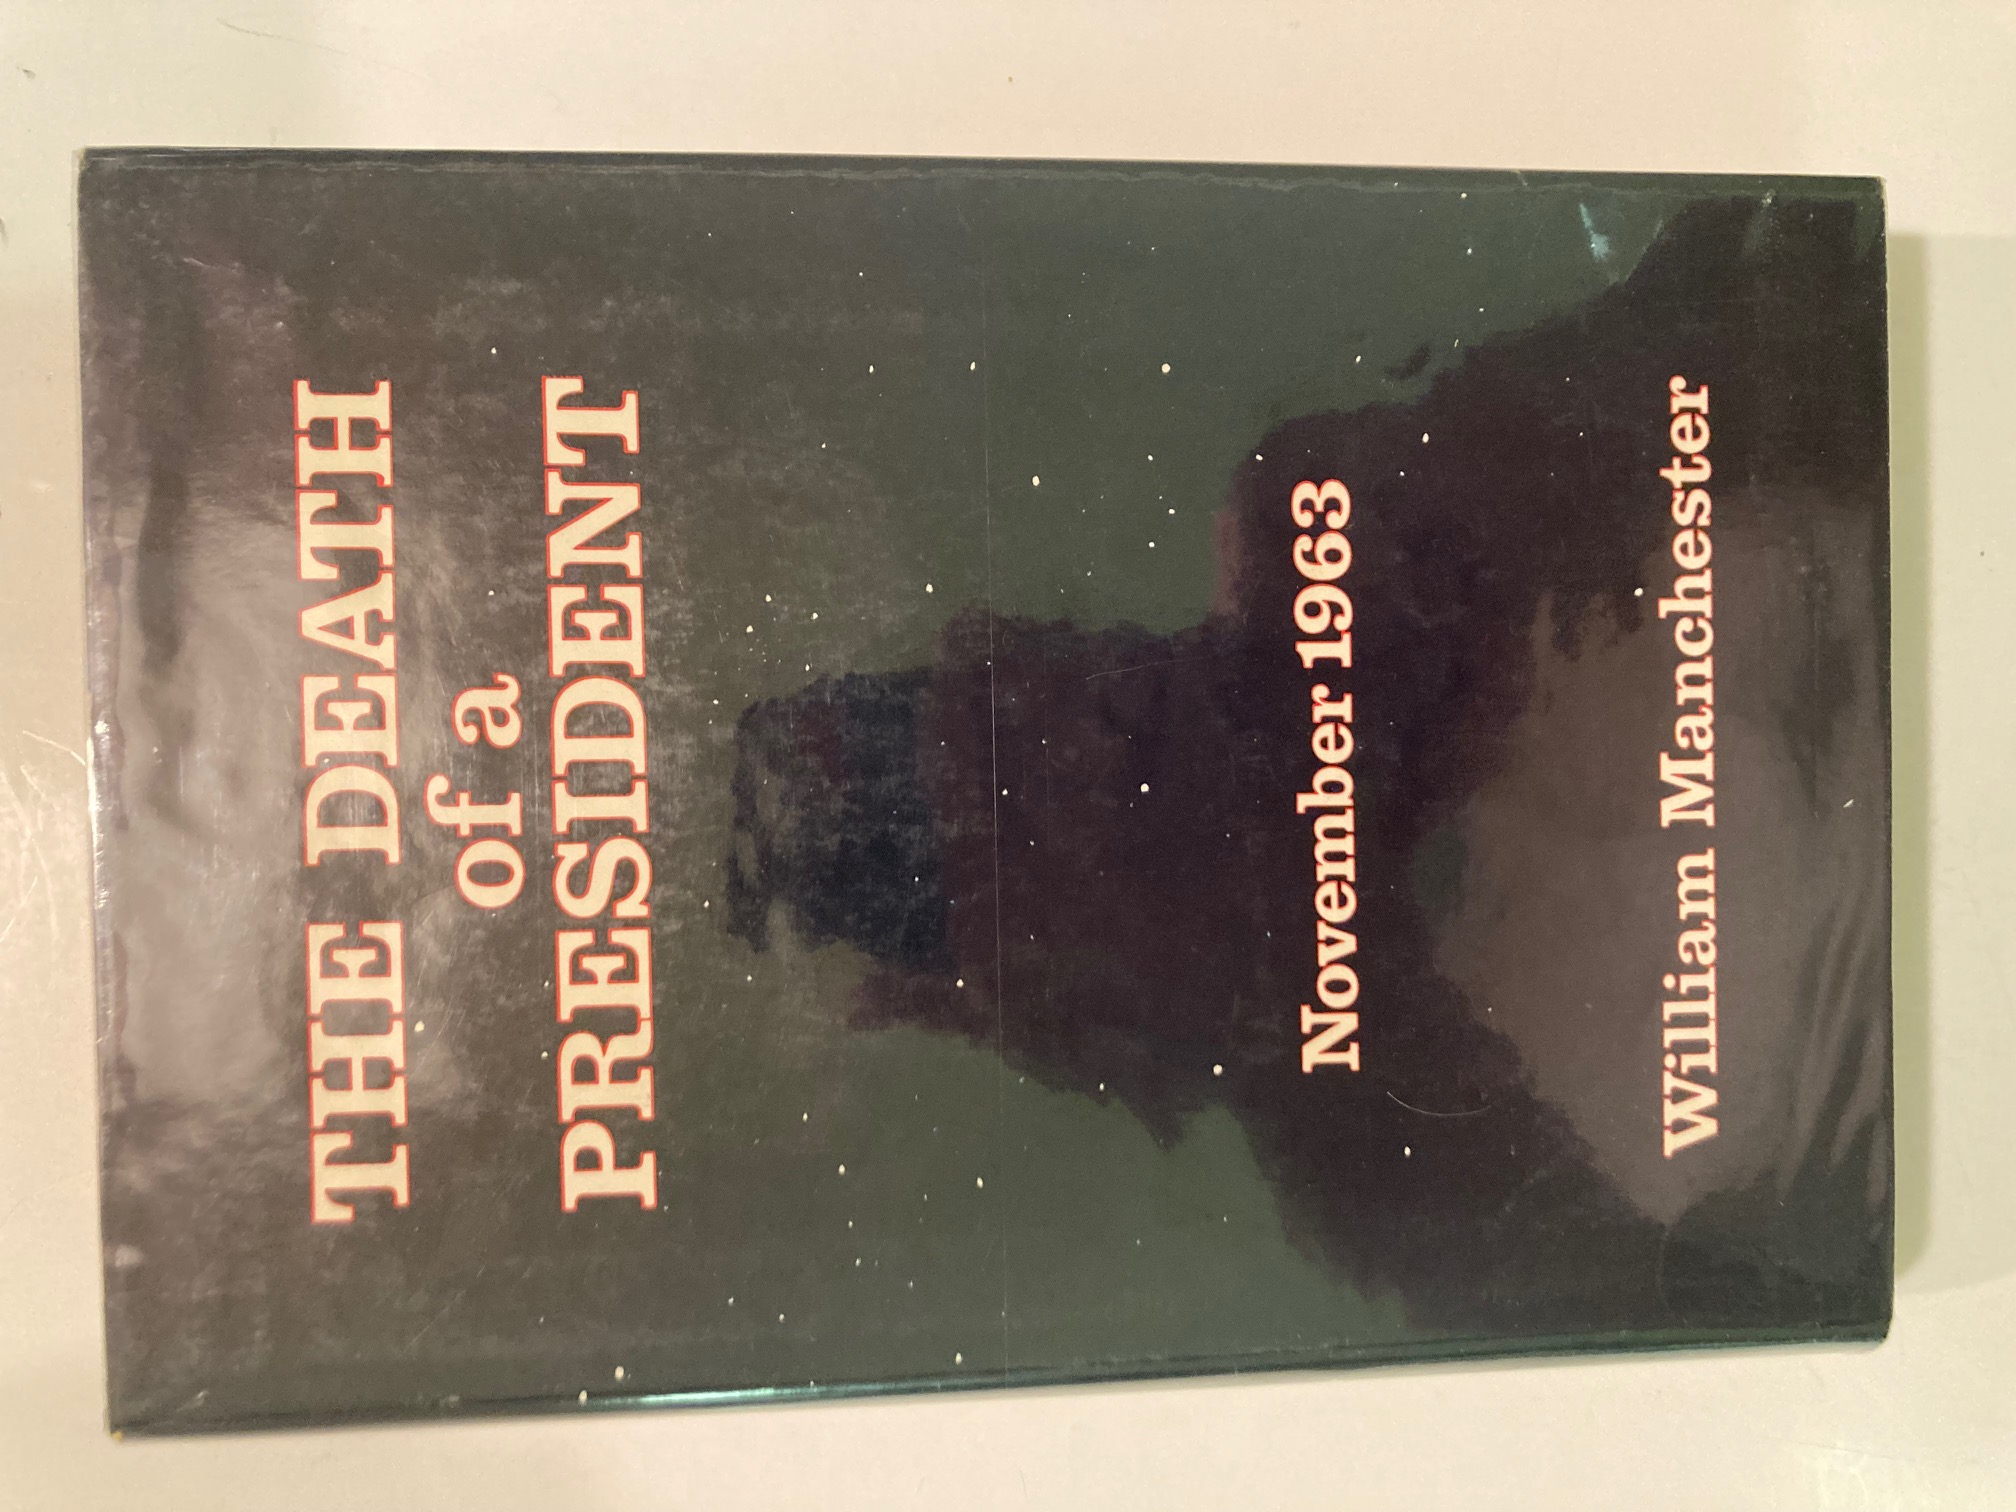 THE DEATH
of a
PRESIDENT
November 1963
William Manchester